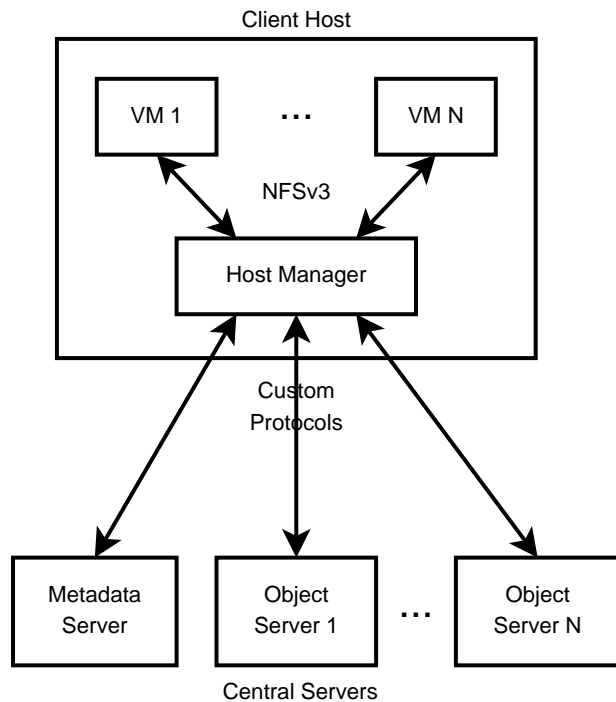 Client Host
VM 1
...
VM N
NFSv3
Host Manager
Custom
Protocols
Metadata
Server
Object
Server 1
...
Object
Server N
Central Servers